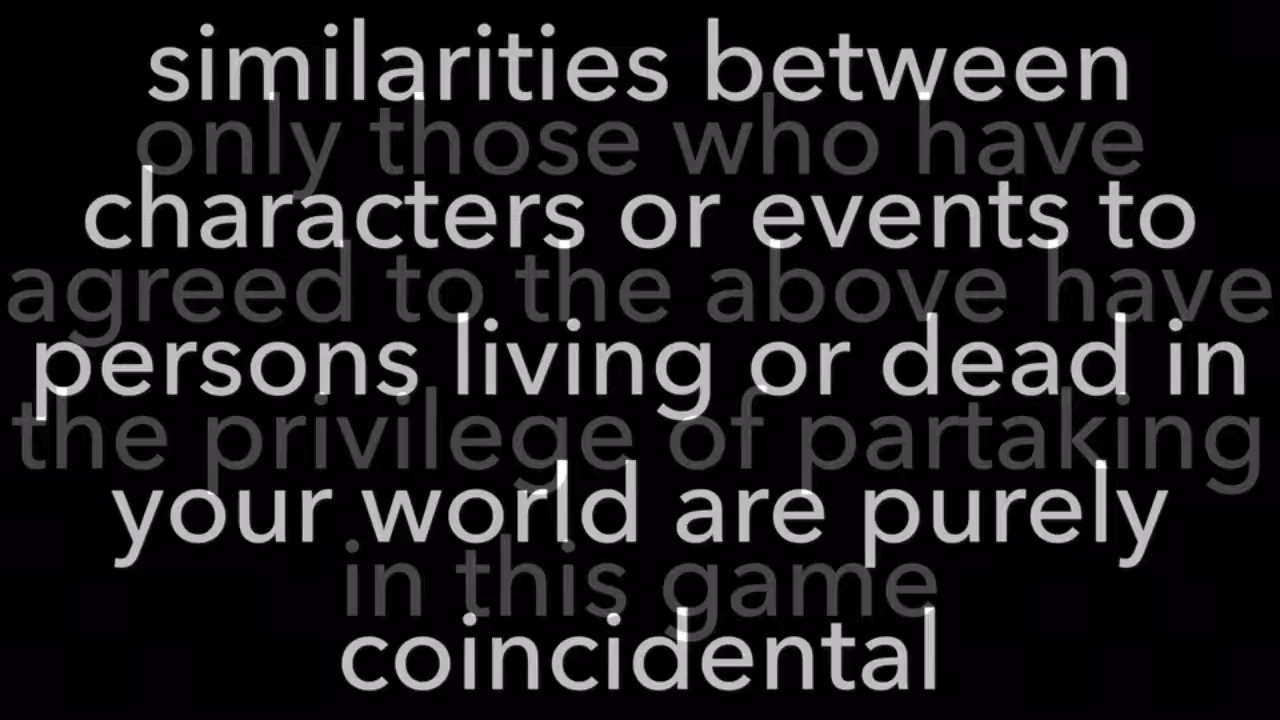 similarities between
only those who have
characters or events to
agreed to the above have
persons living or dead in
the privilege of partaking
your world are purely
in this game
coincidental